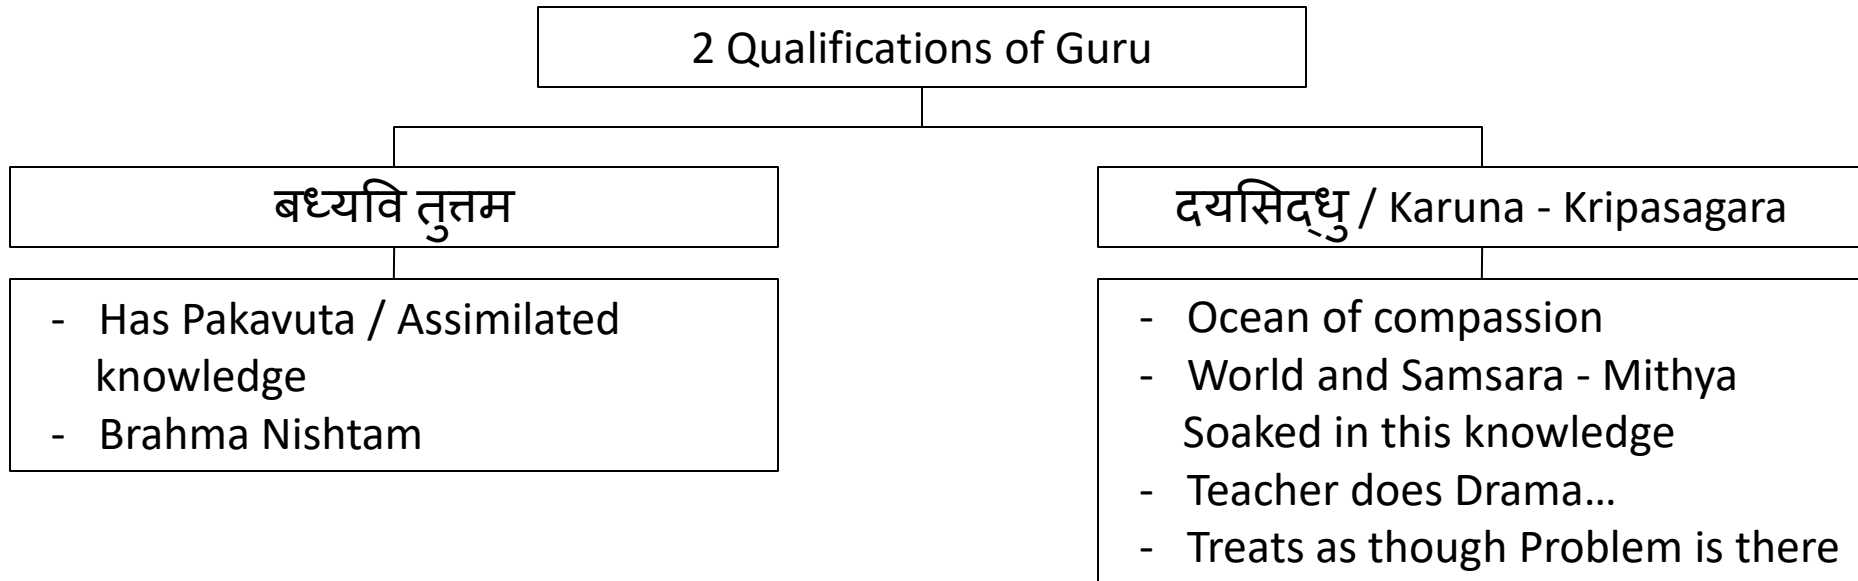 2 Qualifications of Guru
बध्यवि तुत्तम
दयसिद्धु / Karuna - Kripasagara
- Has Pakavuta / Assimilated
knowledge
- Brahma Nishtam
- Ocean of compassion
- World and Samsara - Mithya
Soaked in this knowledge
- Teacher does Drama...
- Treats as though Problem is there